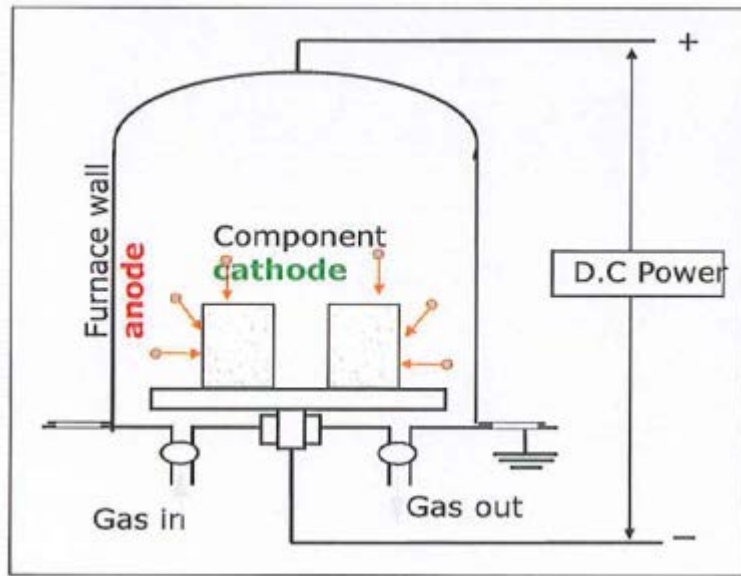 +
Furnace wall
anode
Component
cathode
D.C Power
Gas in
Gas out
−